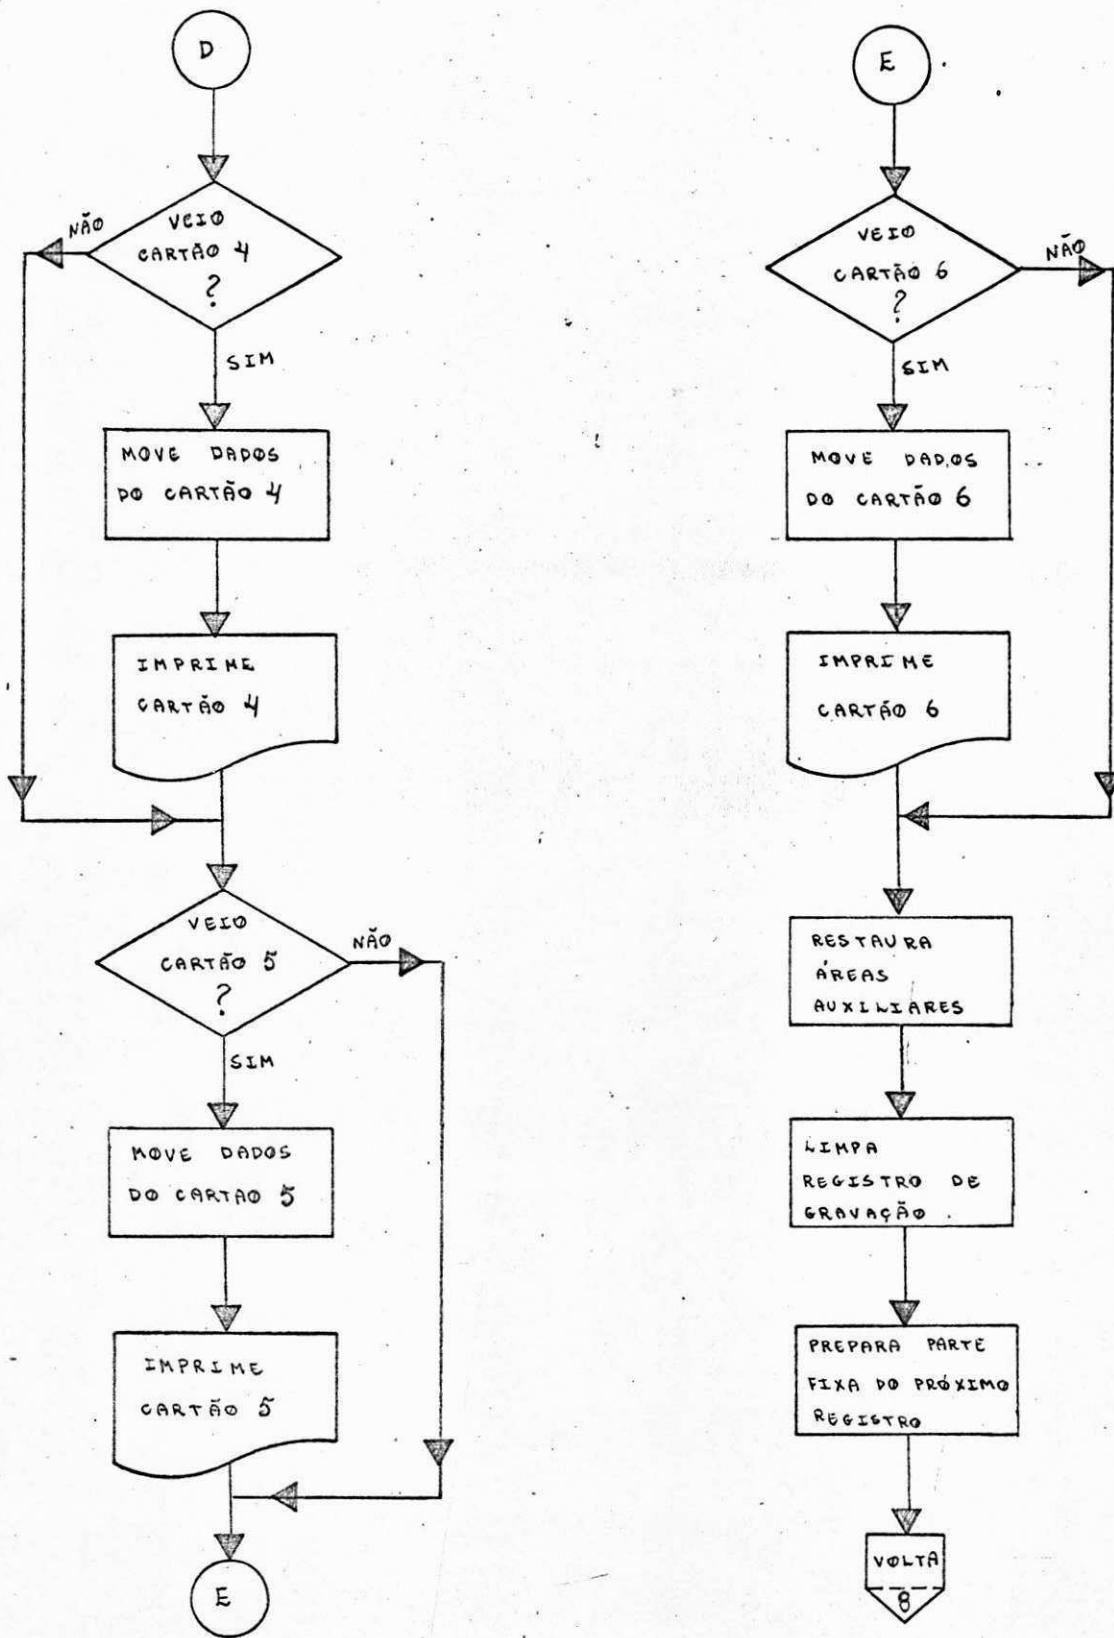 D
NÃO
VEIO
CARTÃO 4
?
SIM
MOVE DADOS
DO CARTÃO 4
IMPRIME
CARTÃO 4
VEIO
CARTÃO 5
?
NÃO
SIM
MOVE DADOS
DO CARTAO 5
IMPRIME
CARTÃO 5
E
E
VEIO
CARTÃO 6
?
NÃO
SIM
MOVE DADOS
DO CARTÃO 6
IMPRIME
CARTÃO 6
RESTAURA
ÁREAS
AUXILIARES
LIMPA
REGISTRO DE
GRAVAÇÃO
PREPARA PARTE
FIXA DO PRÓXIMO
REGISTRO
VOLTA
8